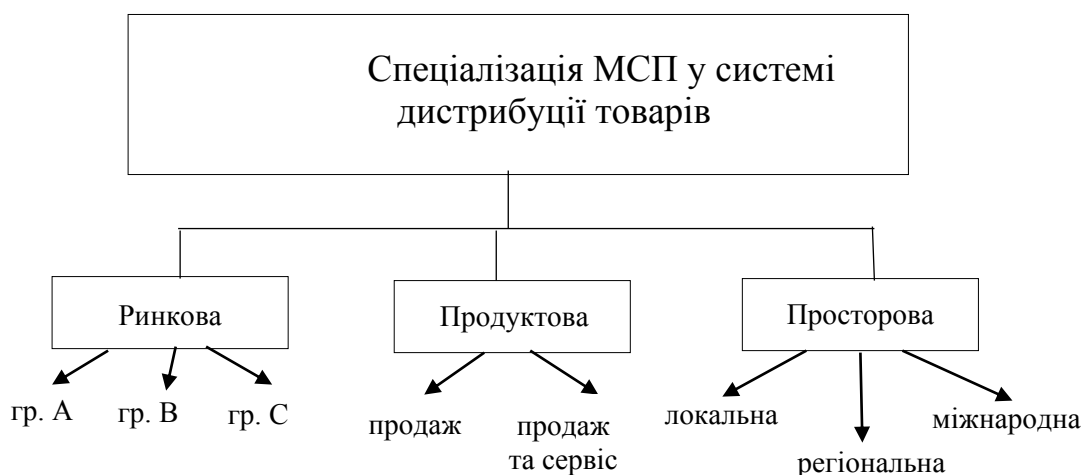 Спеціалізація МСП у системі
дистрибуції товарів
Ринкова
Продуктова
Просторова
гр. А
гр. В
гр. С
продаж
продаж
та сервіс
локальна
регіональна
міжнародна